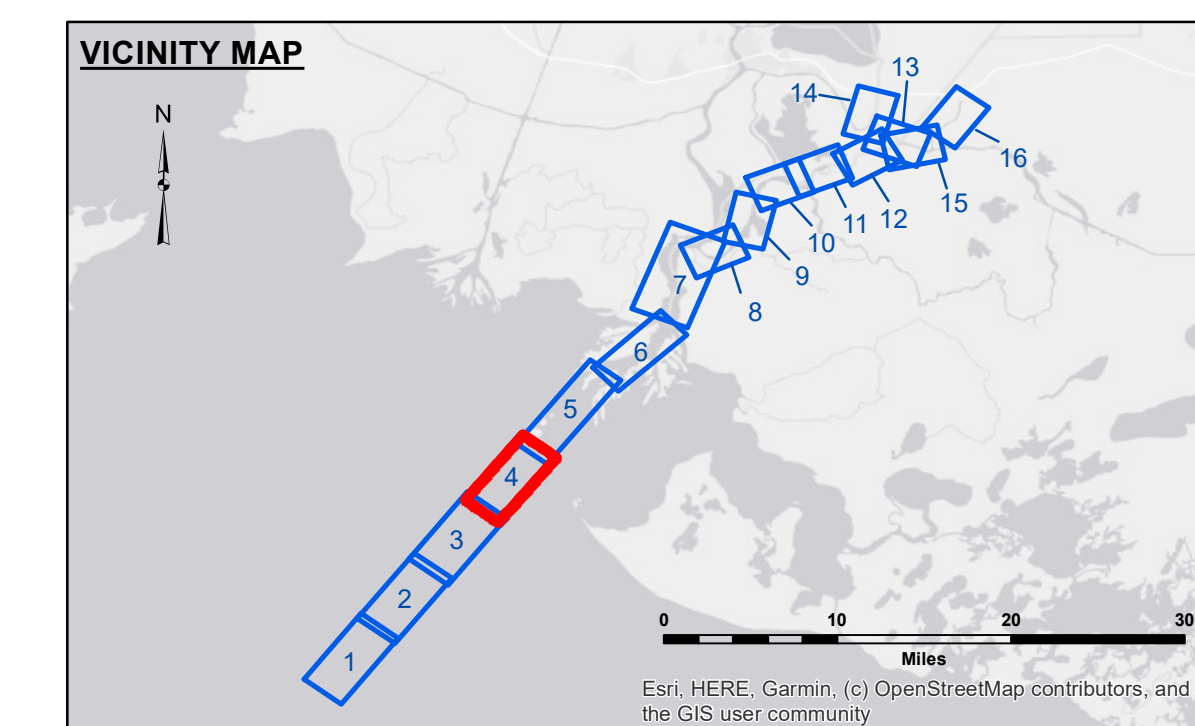 VICINITY MAP
N
13
14
16
15
12
11
10
9
8
7
6
5
4
3
2
1
0 10 20 30
Miles
Esri, HERE, Garmin, (c) OpenStreetMap contributors, and
the GIS user community